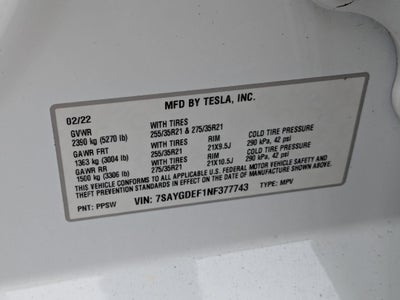 MFD BY TESLA, INC.
02/22
GVWR WITH TIRES
2390 kg (5270 lb) 255/35R21 & 275/35R21
GAWR FRT WITH TIRES RIM COLD TIRE PRESSURE
1363 kg (3004 lb) 255/35R21 21X9.5J 290 kPa, 42 psi
GAWR RR WITH TIRES RIM COLD TIRE PRESSURE
1500 kg (3306 lb) 275/35R21 21X10.5J 290 kPa, 42 psi
THIS VEHICLE CONFORMS TO ALL APPLICABLE U.S. FEDERAL MOTOR VEHICLE SAFETY AND
THEFT PREVENTION STANDARDS IN EFFECT ON THE DATE OF MANUFACTURE SHOWN ABOVE.
PNT: PPSW VIN: 7SAYGDEF1NF377743 TYPE: MPV